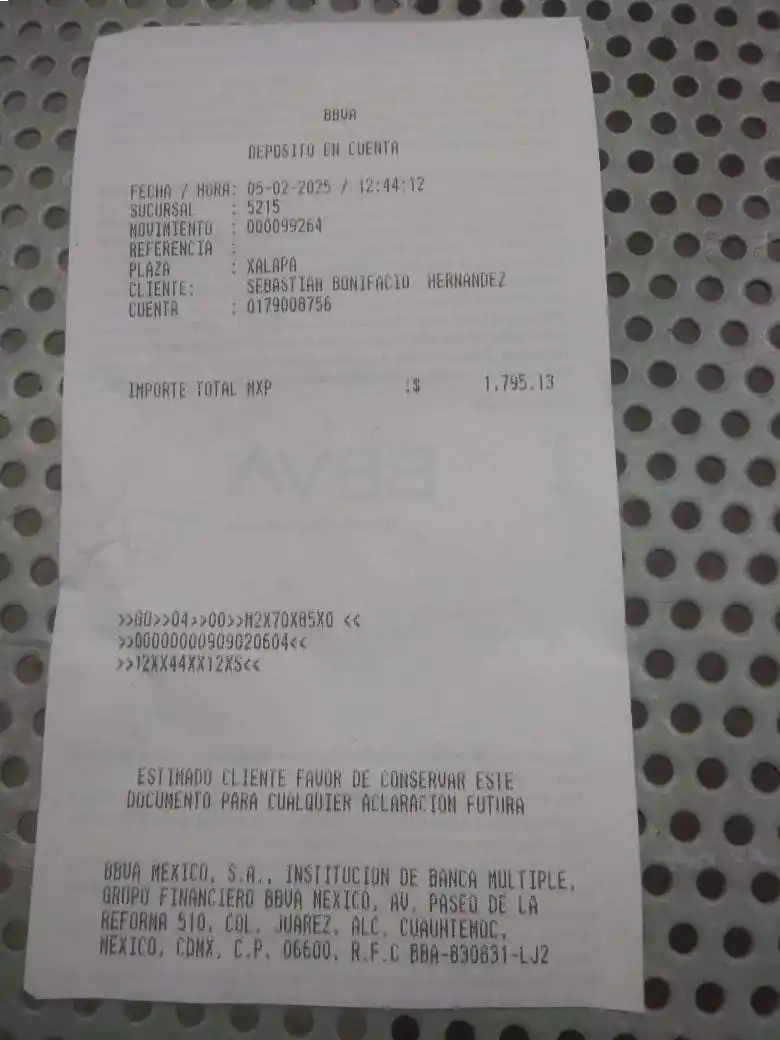 BBVA
DEPOSITO EN CUENTA
FECHA / HORA: 05-02-2025 / 12:44:12
SUCURSAL : 5215
MOVIMIENTO : 000099264
REFERENCIA :
PLAZA : XALAPA
CLIENTE: SEBASTIAN BONIFACIO HERNANDEZ
CUENTA : 0179008756
IMPORTE TOTAL MXP :$ 1,795.13
BBVA
>>GO>>04>>00>>M2X70X85X0 <<
>>00000000909020604<<
>>12XX44XX12XS<<
ESTIMADO CLIENTE FAVOR DE CONSERVAR ESTE
DOCUMENTO PARA CUALQUIER ACLARACION FUTURA
BBVA MEXICO, S.A., INSTITUCION DE BANCA MULTIPLE,
GRUPO FINANCIERO BBVA MEXICO, AV. PASEO DE LA
REFORMA 510, COL. JUAREZ, ALC. CUAUHTEMOC,
MEXICO, CDMX, C.P. 06600, R.F.C BBA-830831-LJ2